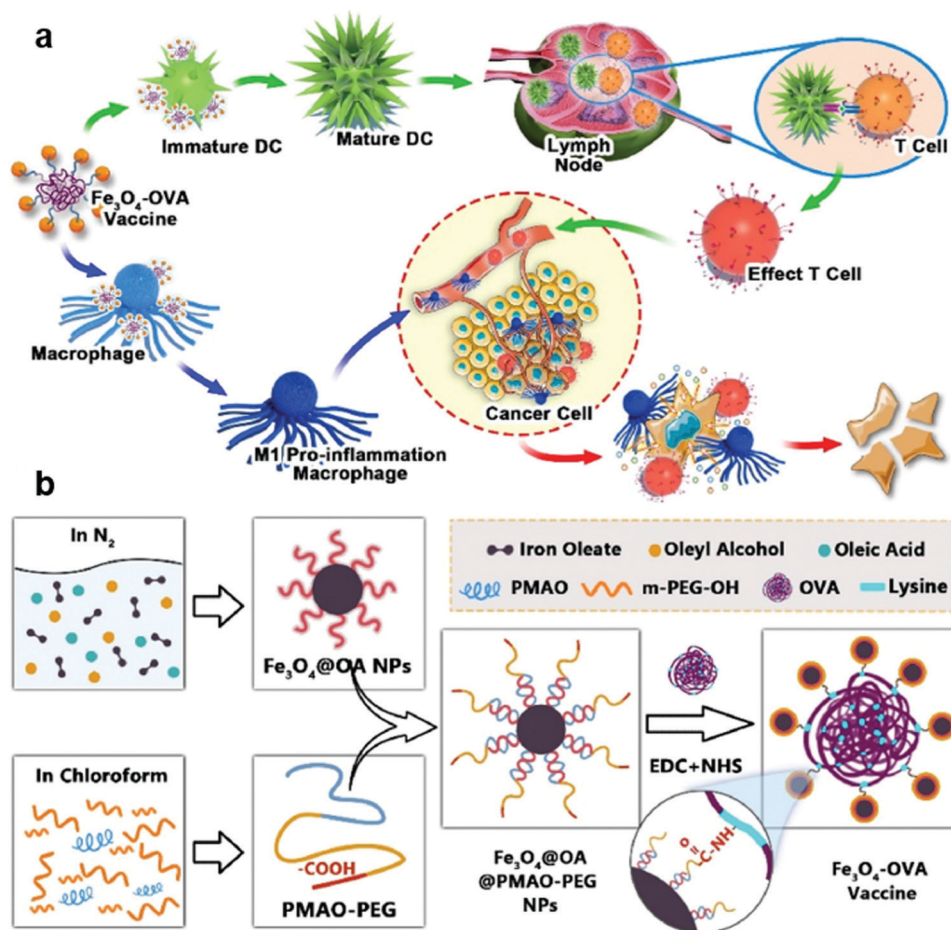 a
Immature DC
Mature DC
Lymph
Node
T Cell
Fe₃O₄-OVA
Vaccine
Effect T Cell
Macrophage
Cancer Cell
M1 Pro-inflammation
Macrophage
b
In N₂
Iron Oleate
Oleyl Alcohol
Oleic Acid
PMAO
m-PEG-OH
OVA
Lysine
Fe₃O₄@OA NPs
In Chloroform
-COOH
PMAO-PEG
EDC+NHS
O
C-NH-
Fe₃O₄@OA
@PMAO-PEG
NPs
Fe₃O₄-OVA
Vaccine